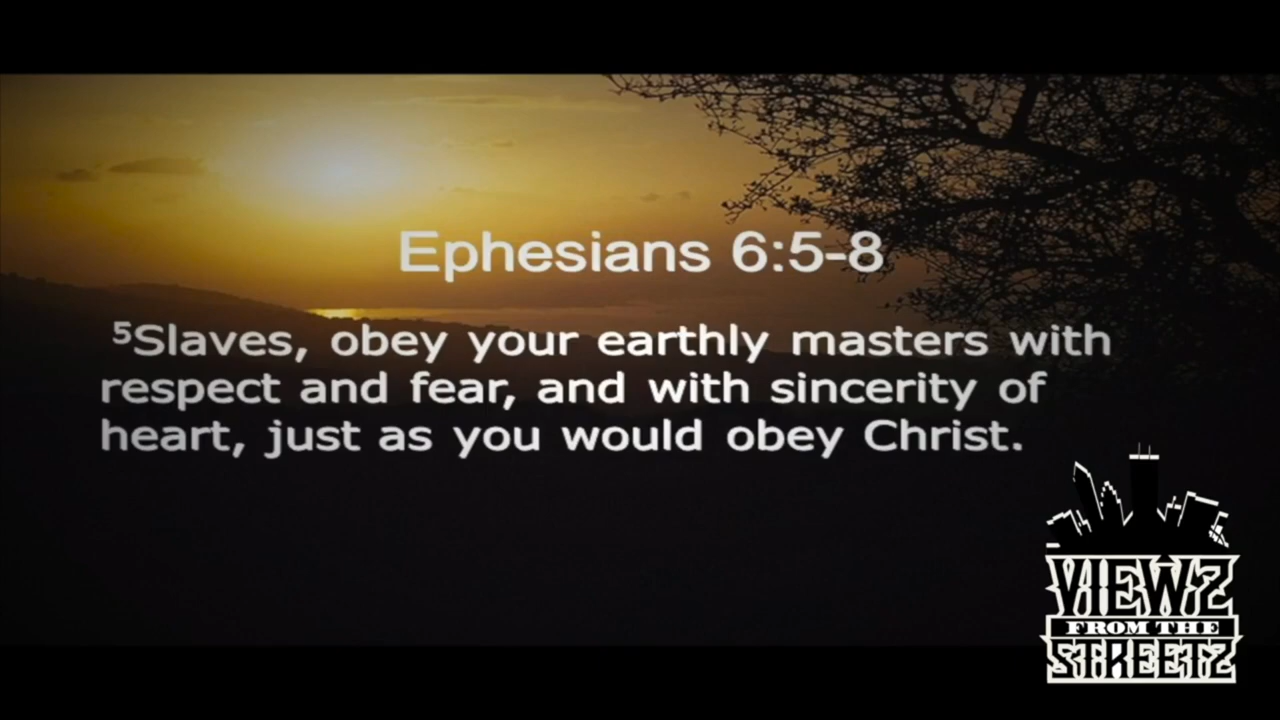 Ephesians 6:5-8
⁵Slaves, obey your earthly masters with
respect and fear, and with sincerity of
heart, just as you would obey Christ.
VIEWZ
FROM THE
STREETZ